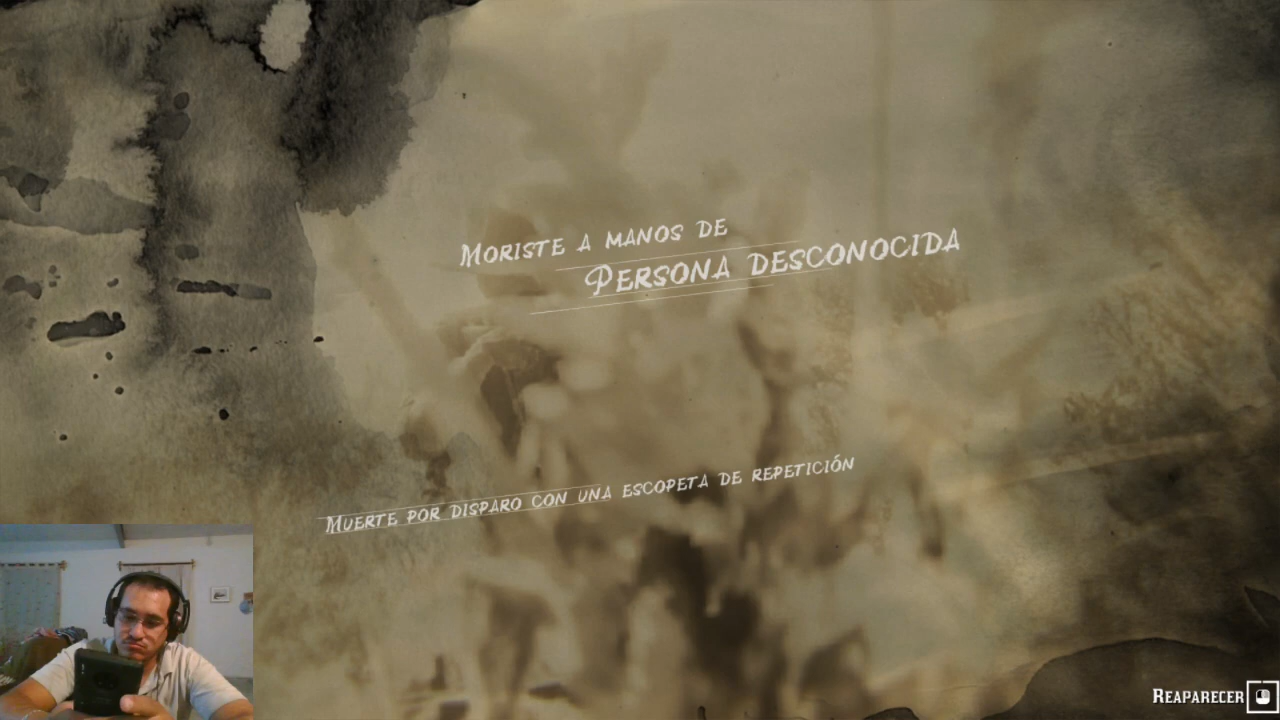 Moriste a manos de
Persona desconocida
Muerte por disparo con una escopeta de repetición
Reaparecer